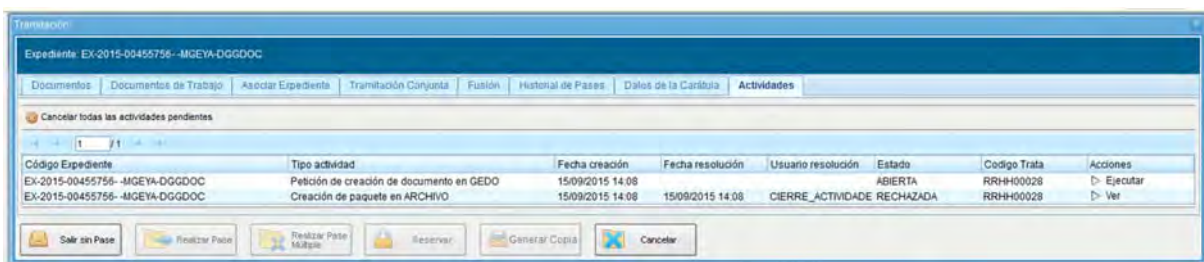 Tramitación
Expediente: EX-2015-00455756- -MGEYA-DGGDOC
Documentos Documentos de Trabajo Asociar Expediente Tramitación Conjunta Fusión Historial de Pases Datos de la Carátula Actividades
Cancelar todas las actividades pendientes
1 / 1
Código Expediente Tipo actividad Fecha creación Fecha resolución Usuario resolución Estado Codigo Trata Acciones
EX-2015-00455756- -MGEYA-DGGDOC Petición de creación de documento en GEDO 15/09/2015 14:08 ABIERTA RRHH00028 Ejecutar
EX-2015-00455756- -MGEYA-DGGDOC Creación de paquete en ARCHIVO 15/09/2015 14:08 15/09/2015 14:08 CIERRE_ACTIVIDADE RECHAZADA RRHH00028 Ver
Salir sin Pase Realizar Pase Realizar Pase Múltiple Reservar Generar Copia Cancelar